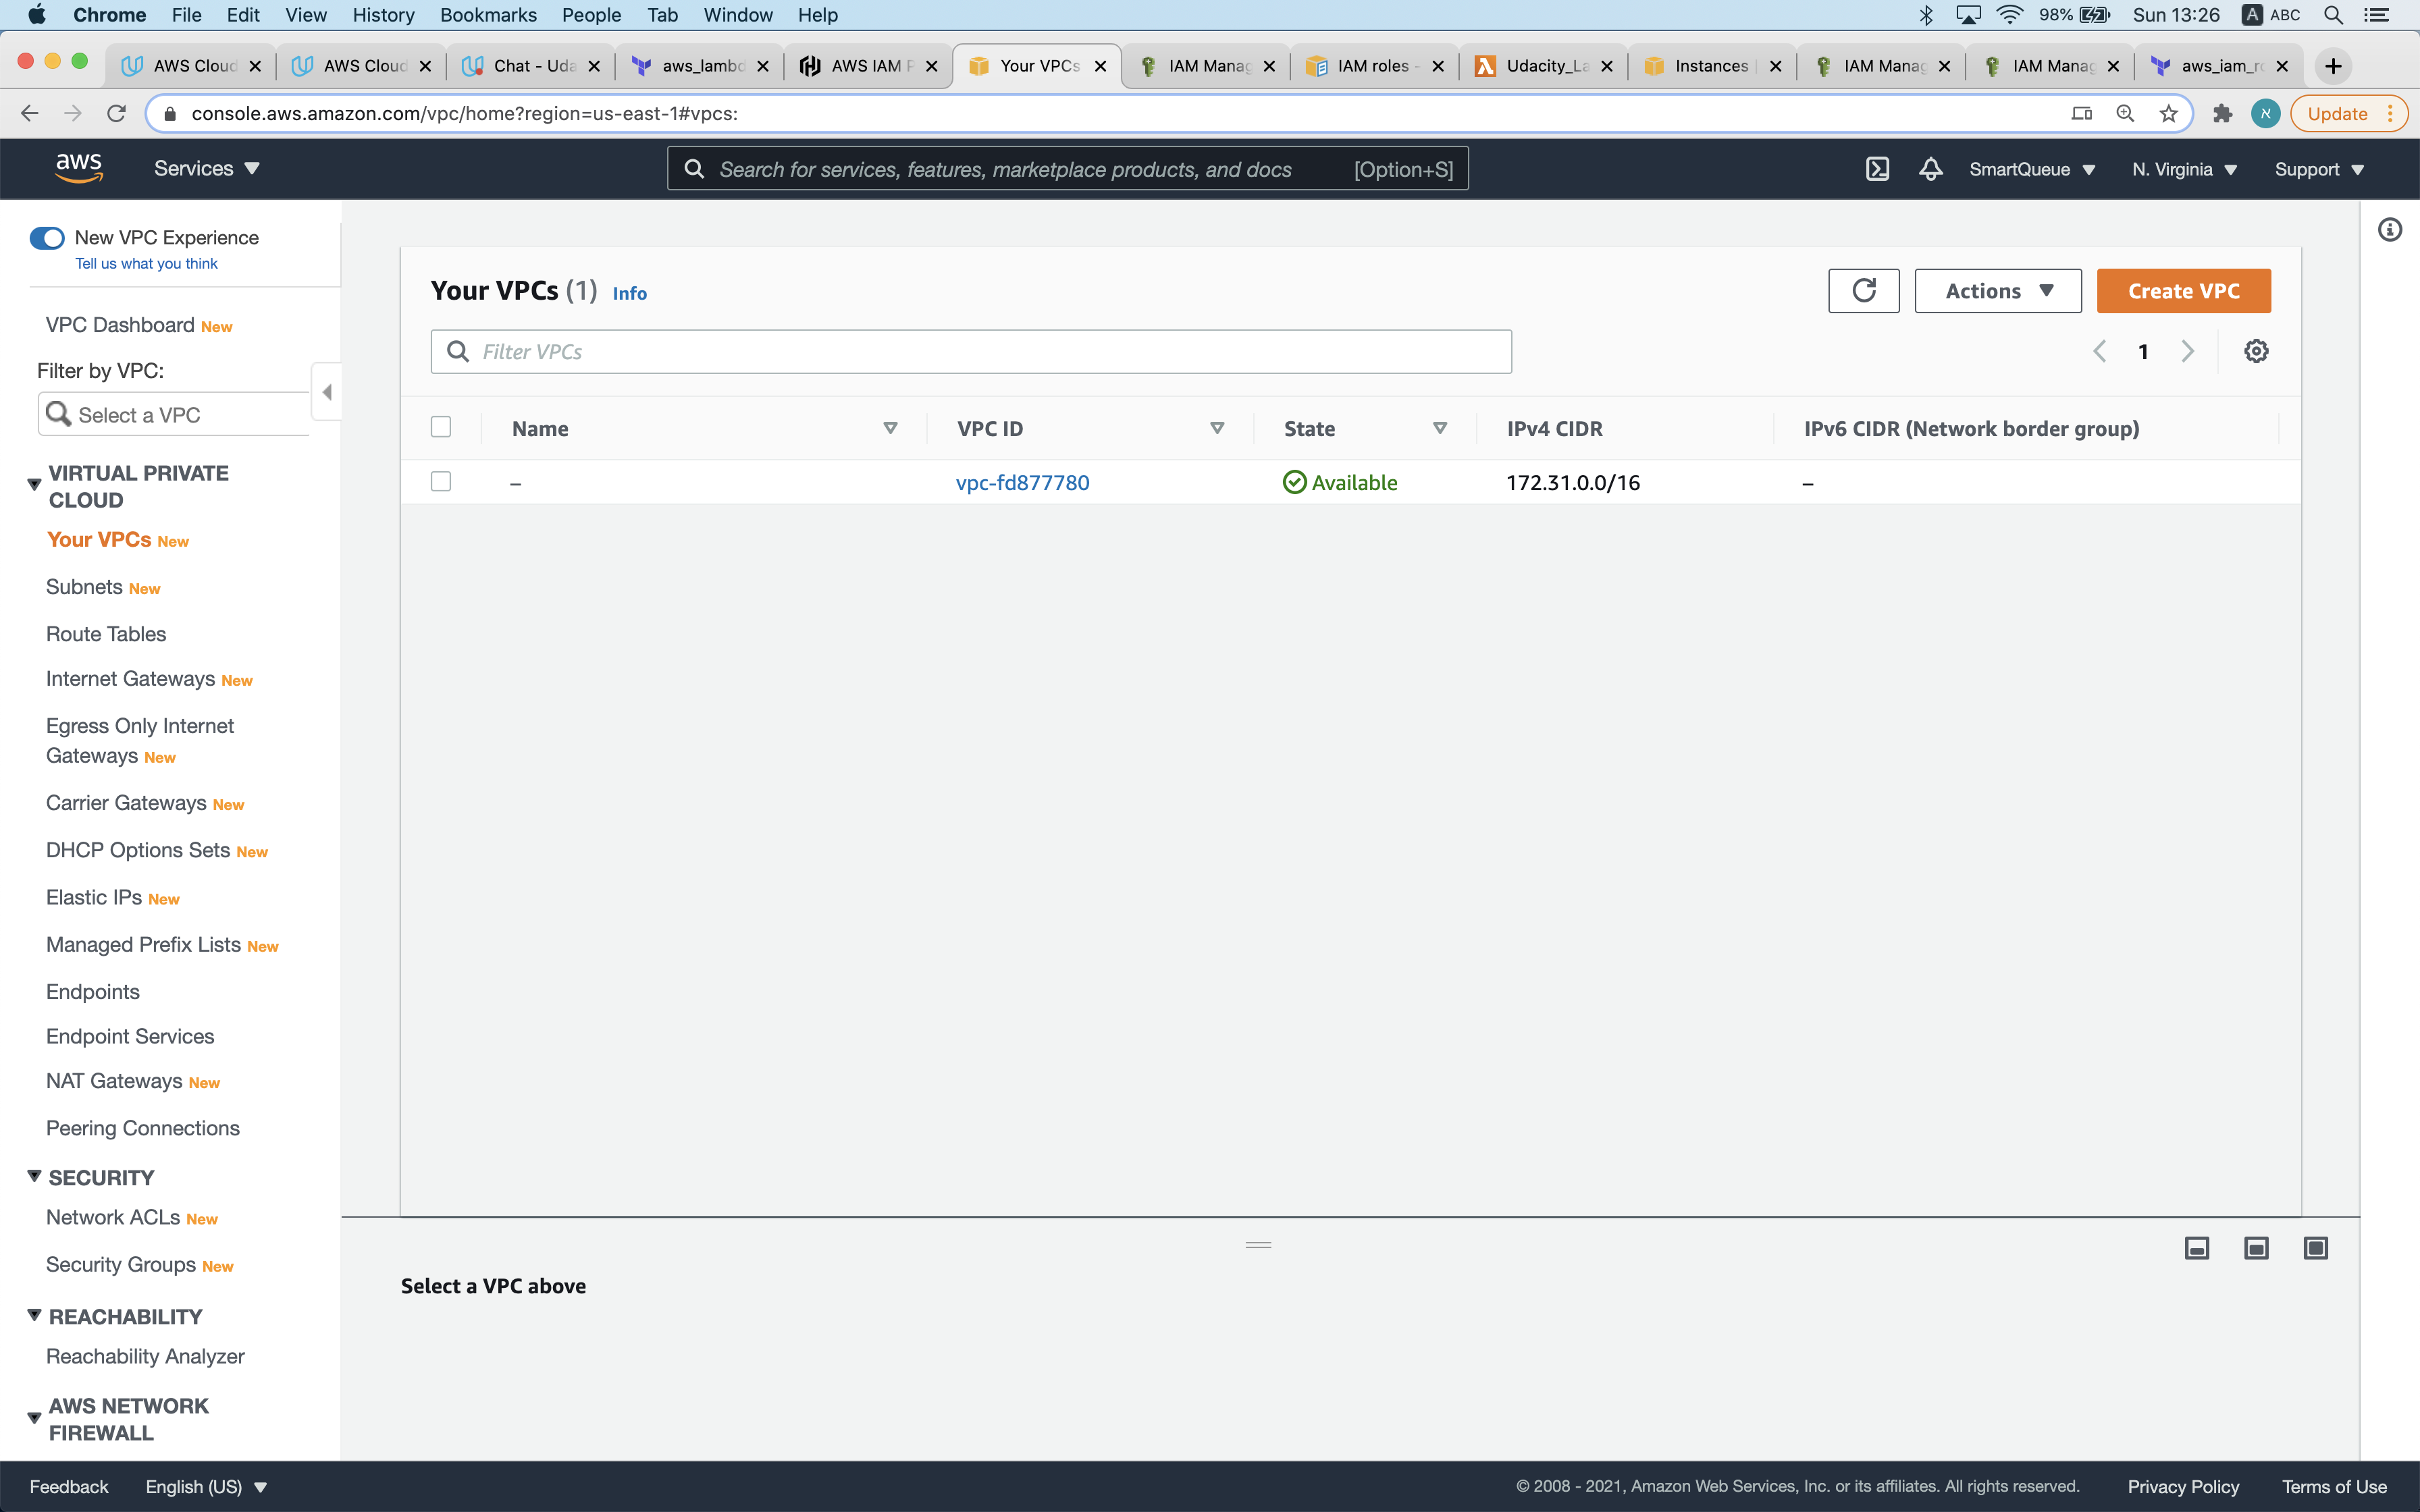 Chrome File Edit View History Bookmarks People Tab Window Help 98% Sun 13:26 A ABC
AWS Cloud AWS Cloud Chat - Uda aws_lambd AWS IAM P Your VPCs IAM Manag IAM roles - Udacity_La Instances | IAM Manag IAM Manag aws_iam_ro
console.aws.amazon.com/vpc/home?region=us-east-1#vpcs: א Update
aws Services Search for services, features, marketplace products, and docs [Option+S] SmartQueue N. Virginia Support
New VPC Experience
Tell us what you think
VPC Dashboard New
Filter by VPC:
Select a VPC
VIRTUAL PRIVATE
CLOUD
Your VPCs New
Subnets New
Route Tables
Internet Gateways New
Egress Only Internet
Gateways New
Carrier Gateways New
DHCP Options Sets New
Elastic IPs New
Managed Prefix Lists New
Endpoints
Endpoint Services
NAT Gateways New
Peering Connections
SECURITY
Network ACLs New
Security Groups New
REACHABILITY
Reachability Analyzer
AWS NETWORK
FIREWALL
Your VPCs (1) Info
Actions Create VPC
Filter VPCs
1
Name VPC ID State IPv4 CIDR IPv6 CIDR (Network border group)
– vpc-fd877780 Available 172.31.0.0/16 –
Select a VPC above
Feedback English (US) © 2008 - 2021, Amazon Web Services, Inc. or its affiliates. All rights reserved. Privacy Policy Terms of Use